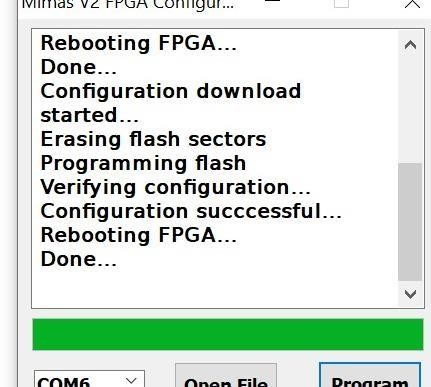 Mimas V2 FPGA Configur...
Rebooting FPGA...
Done...
Configuration download
started...
Erasing flash sectors
Programming flash
Verifying configuration...
Configuration succcessful...
Rebooting FPGA...
Done...
COM6
Open File
Program